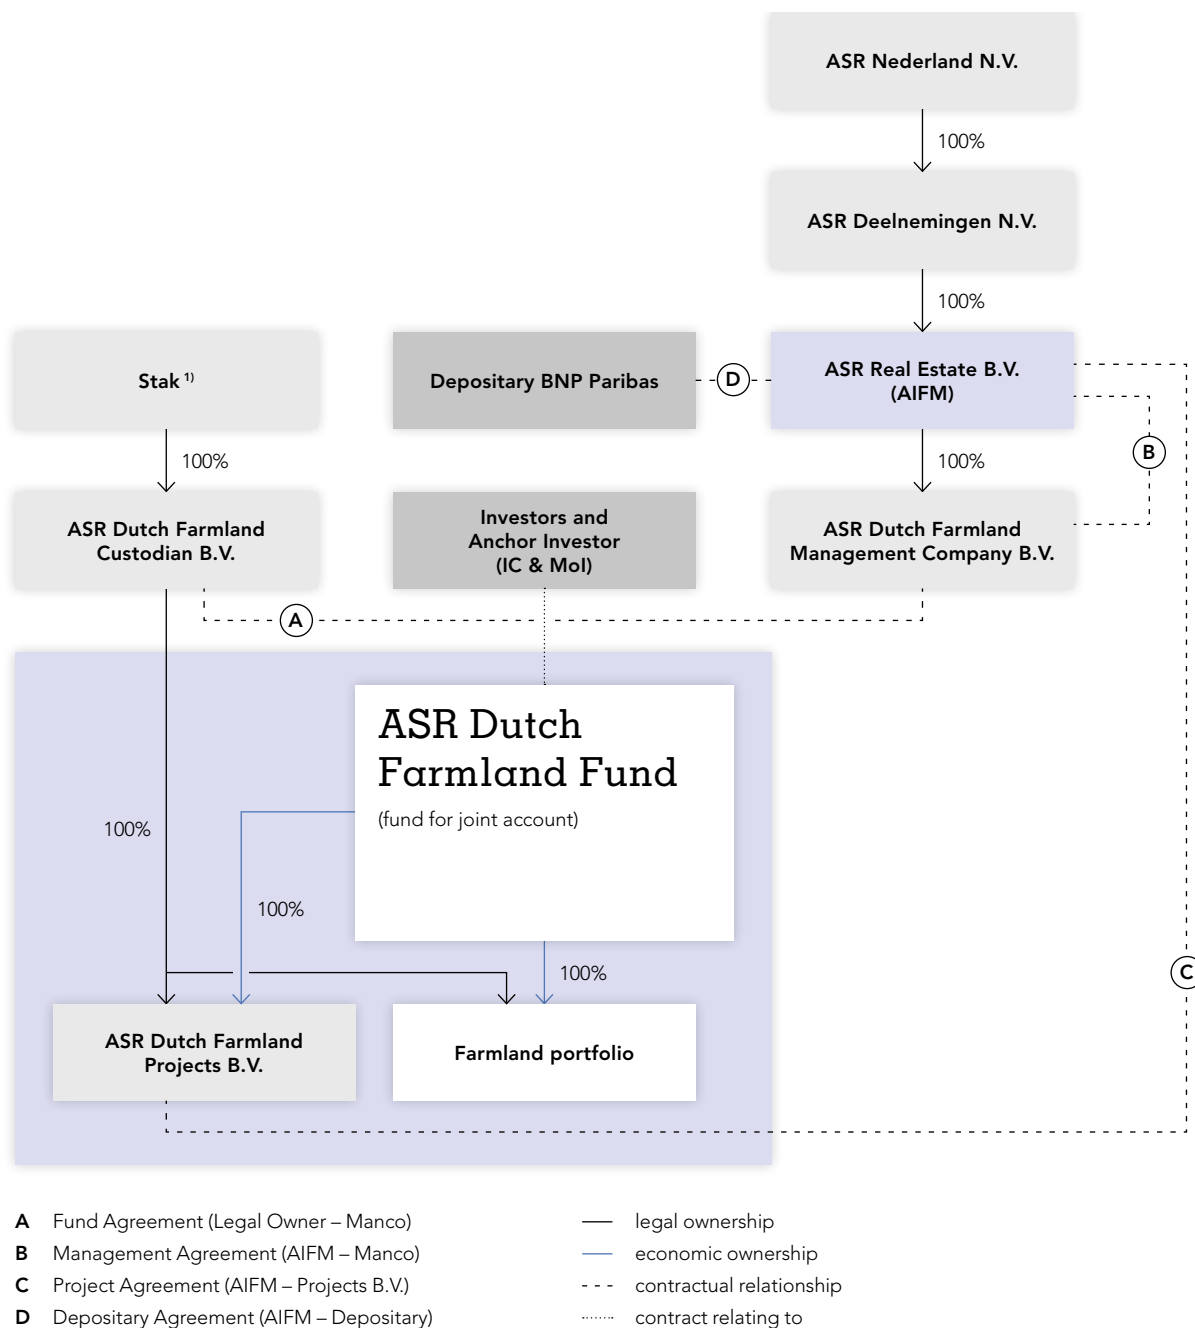 ASR Nederland N.V.
100%
ASR Deelnemingen N.V.
100%
Stak 1)
Depositary BNP Paribas
D
ASR Real Estate B.V.
(AIFM)
100%
100%
B
ASR Dutch Farmland
Custodian B.V.
Investors and
Anchor Investor
(IC & MoI)
ASR Dutch Farmland
Management Company B.V.
A
ASR Dutch
Farmland Fund
(fund for joint account)
100%
100%
100%
C
ASR Dutch Farmland
Projects B.V.
Farmland portfolio
A Fund Agreement (Legal Owner – Manco)
B Management Agreement (AIFM – Manco)
C Project Agreement (AIFM – Projects B.V.)
D Depositary Agreement (AIFM – Depositary)
legal ownership
economic ownership
contractual relationship
contract relating to